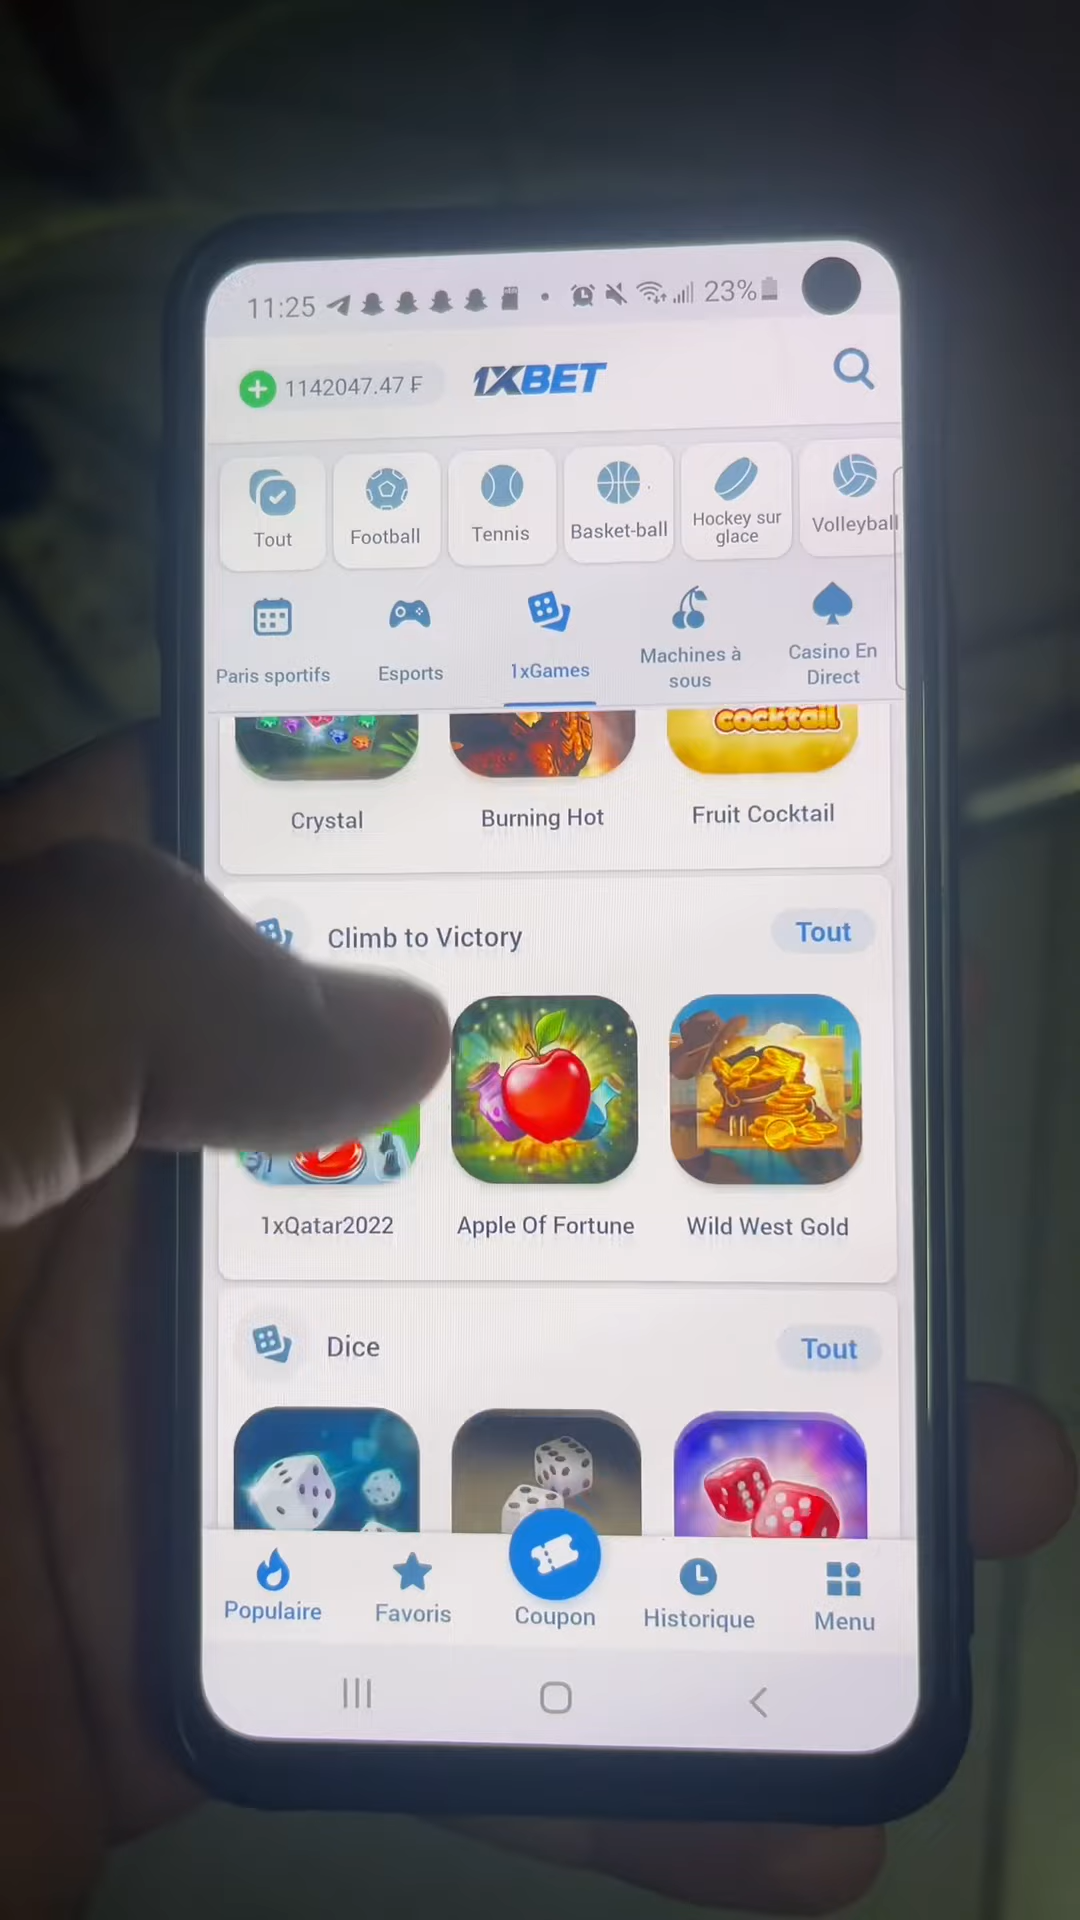 11:25
23%
1142047.47 ₣
1XBET
Tout
Football
Tennis
Basket-ball
Hockey sur
glace
Volleyball
Paris sportifs
Esports
1xGames
Machines à
sous
Casino En
Direct
COCKTAIL
Crystal
Burning Hot
Fruit Cocktail
Climb to Victory
Tout
1xQatar2022
Apple Of Fortune
Wild West Gold
Dice
Tout
Populaire
Favoris
Coupon
Historique
Menu